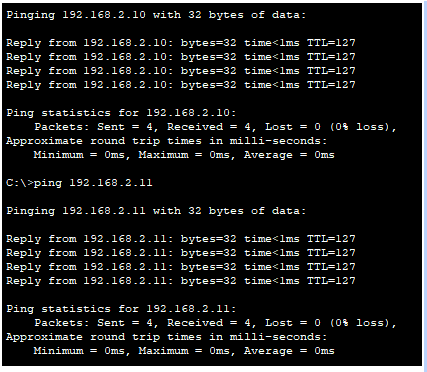 Pinging 192.168.2.10 with 32 bytes of data:
Reply from 192.168.2.10: bytes=32 time<1ms TTL=127
Reply from 192.168.2.10: bytes=32 time<1ms TTL=127
Reply from 192.168.2.10: bytes=32 time<1ms TTL=127
Reply from 192.168.2.10: bytes=32 time<1ms TTL=127
Ping statistics for 192.168.2.10:
Packets: Sent = 4, Received = 4, Lost = 0 (0% loss),
Approximate round trip times in milli-seconds:
Minimum = 0ms, Maximum = 0ms, Average = 0ms
C:\>ping 192.168.2.11
Pinging 192.168.2.11 with 32 bytes of data:
Reply from 192.168.2.11: bytes=32 time<1ms TTL=127
Reply from 192.168.2.11: bytes=32 time<1ms TTL=127
Reply from 192.168.2.11: bytes=32 time<1ms TTL=127
Reply from 192.168.2.11: bytes=32 time<1ms TTL=127
Ping statistics for 192.168.2.11:
Packets: Sent = 4, Received = 4, Lost = 0 (0% loss),
Approximate round trip times in milli-seconds:
Minimum = 0ms, Maximum = 0ms, Average = 0ms